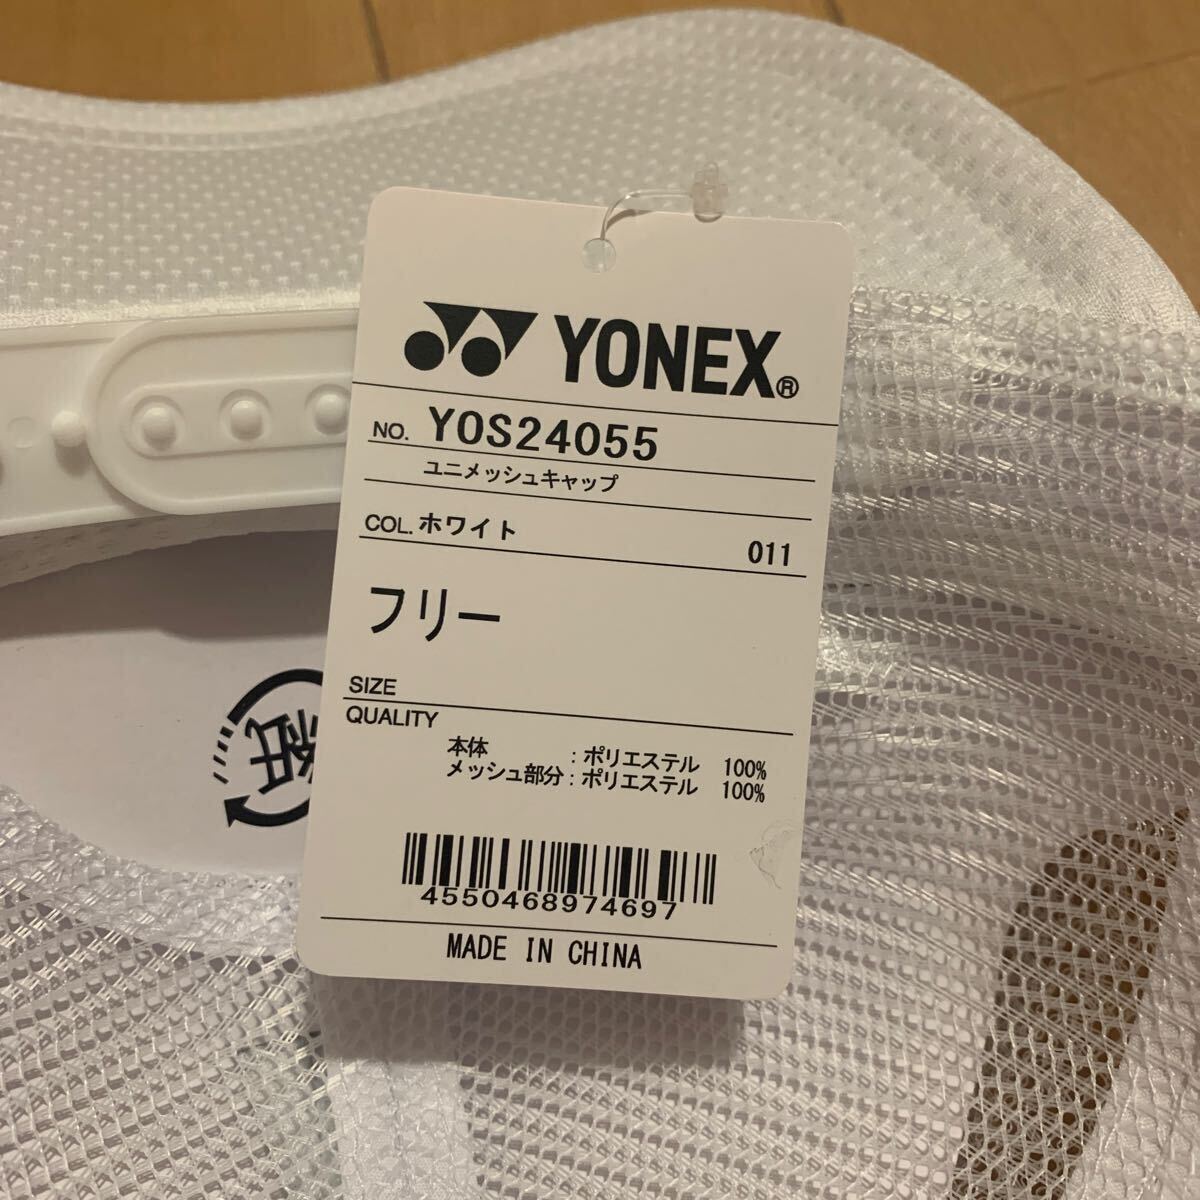 YONEX®
NO. YOS24055
ユニメッシュキャップ
COL. ホワイト 011
フリー
SIZE
QUALITY
本体 : ポリエステル 100%
メッシュ部分 : ポリエステル 100%
4550468974697
MADE IN CHINA
紙